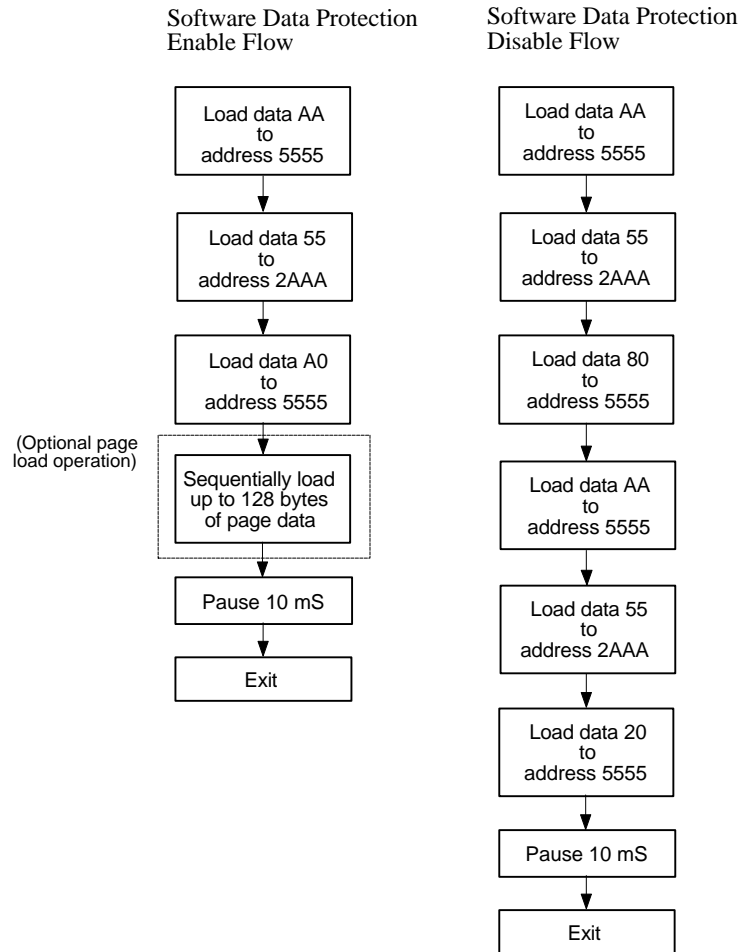 Software Data Protection
Enable Flow
Load data AA
to
address 5555
Load data 55
to
address 2AAA
Load data A0
to
address 5555
(Optional page
load operation)
Sequentially load
up to 128 bytes
of page data
Pause 10 mS
Exit
Software Data Protection
Disable Flow
Load data AA
to
address 5555
Load data 55
to
address 2AAA
Load data 80
to
address 5555
Load data AA
to
address 5555
Load data 55
to
address 2AAA
Load data 20
to
address 5555
Pause 10 mS
Exit